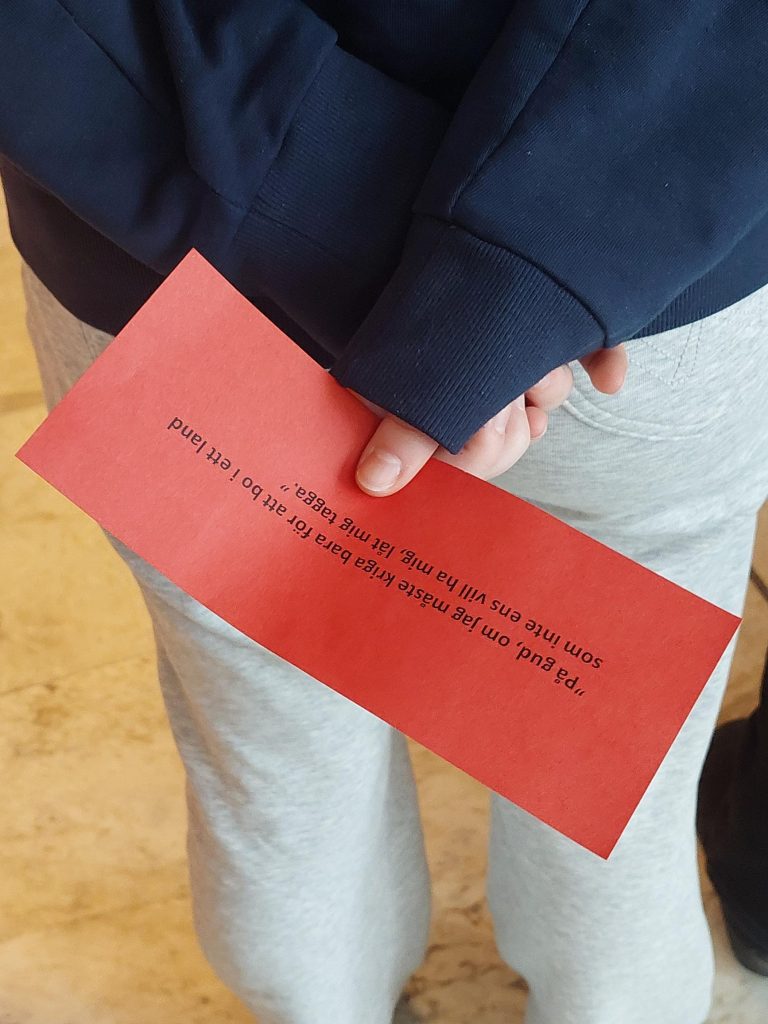 ”På gud, om jag måste kriga bara för att bo i ett land
som inte ens vill ha mig, låt mig tagga.”